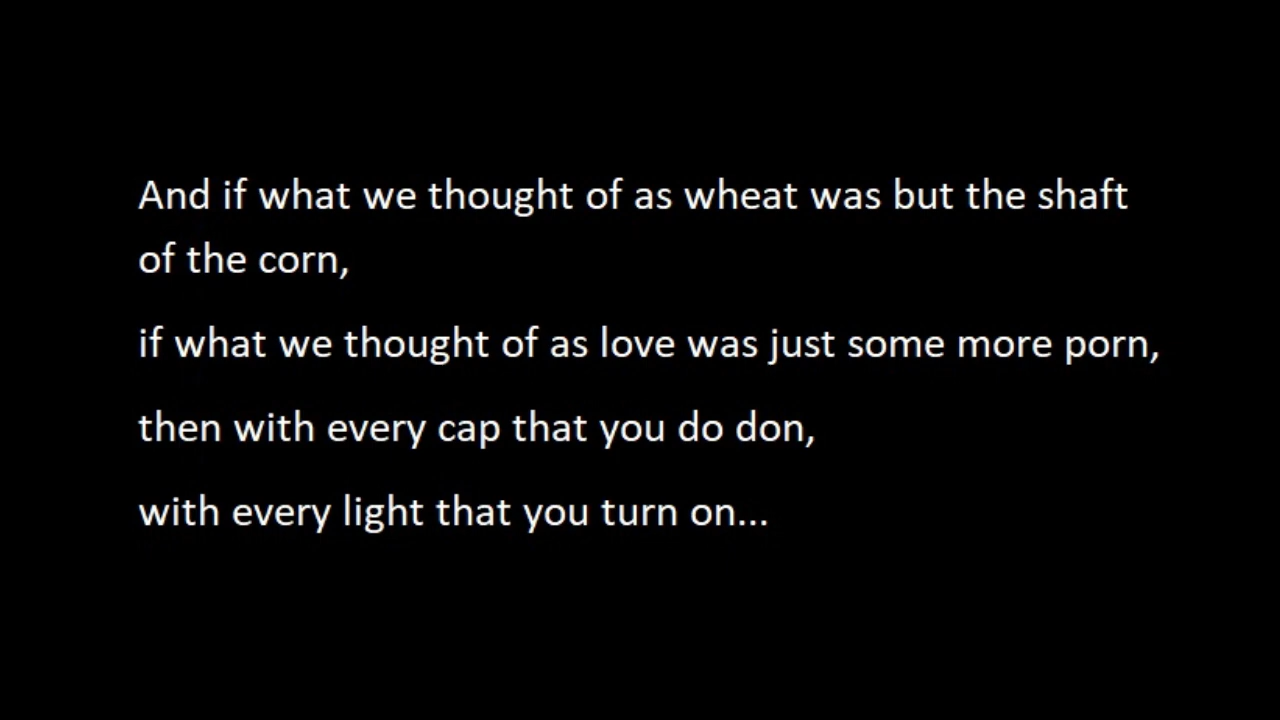 And if what we thought of as wheat was but the shaft
of the corn,
if what we thought of as love was just some more porn,
then with every cap that you do don,
with every light that you turn on...